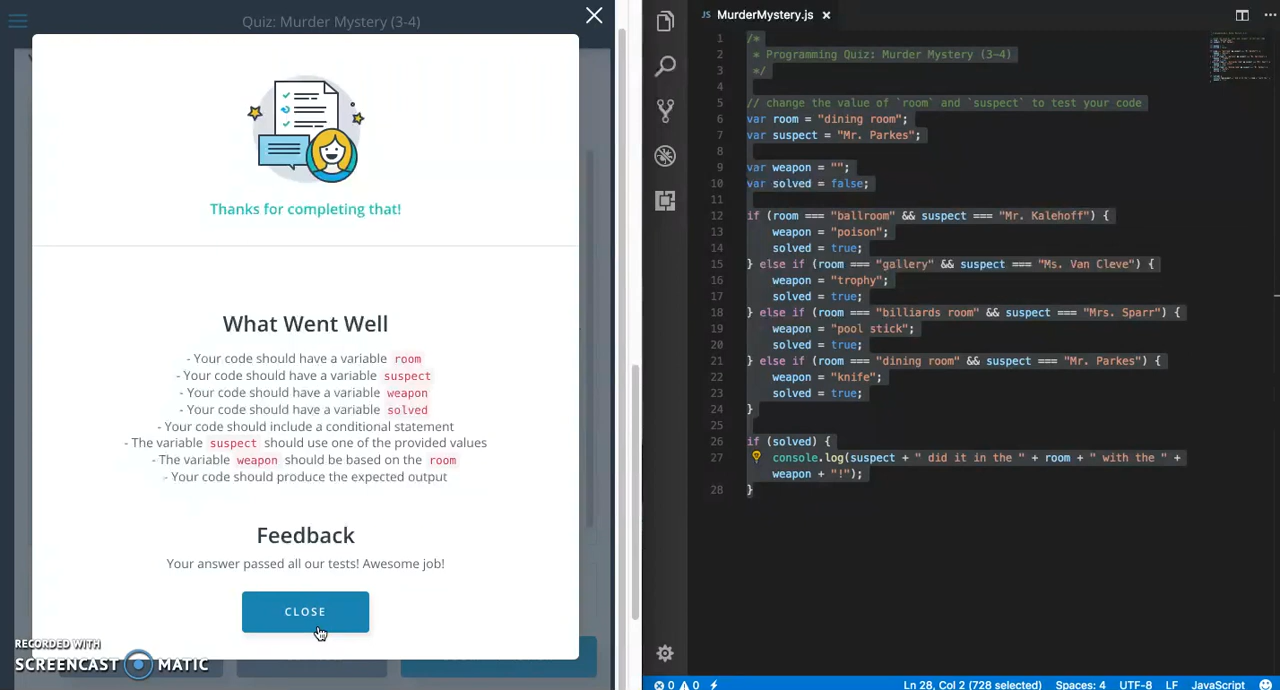 Quiz: Murder Mystery (3-4)
Thanks for completing that!
What Went Well
- Your code should have a variable room
- Your code should have a variable suspect
- Your code should have a variable weapon
- Your code should have a variable solved
- Your code should include a conditional statement
- The variable suspect should use one of the provided values
- The variable weapon should be based on the room
- Your code should produce the expected output
Feedback
Your answer passed all our tests! Awesome job!
CLOSE
RECORDED WITH
SCREENCAST MATIC
JS MurderMystery.js ×
1 /*
2  * Programming Quiz: Murder Mystery (3-4)
3  */
4
5 // change the value of `room` and `suspect` to test your code
6 var room = "dining room";
7 var suspect = "Mr. Parkes";
8
9 var weapon = "";
10 var solved = false;
11
12 if (room === "ballroom" && suspect === "Mr. Kalehoff") {
13     weapon = "poison";
14     solved = true;
15 } else if (room === "gallery" && suspect === "Ms. Van Cleve") {
16     weapon = "trophy";
17     solved = true;
18 } else if (room === "billiards room" && suspect === "Mrs. Sparr") {
19     weapon = "pool stick";
20     solved = true;
21 } else if (room === "dining room" && suspect === "Mr. Parkes") {
22     weapon = "knife";
23     solved = true;
24 }
25
26 if (solved) {
27     console.log(suspect + " did it in the " + room + " with the " +
weapon + "!");
28 }
0 0 Ln 28, Col 2 (728 selected) Spaces: 4 UTF-8 LF JavaScript